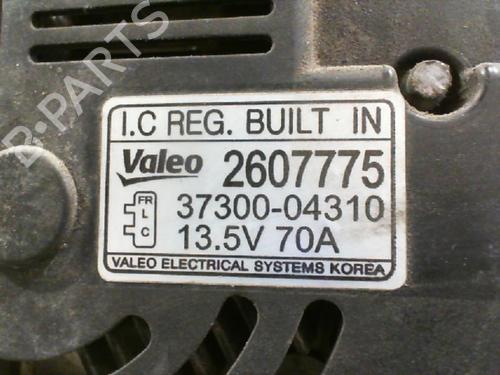 B-PARTS
I.C REG. BUILT IN
Valeo 2607775
FR
L
C
37300-04310
13.5V 70A
VALEO ELECTRICAL SYSTEMS KOREA